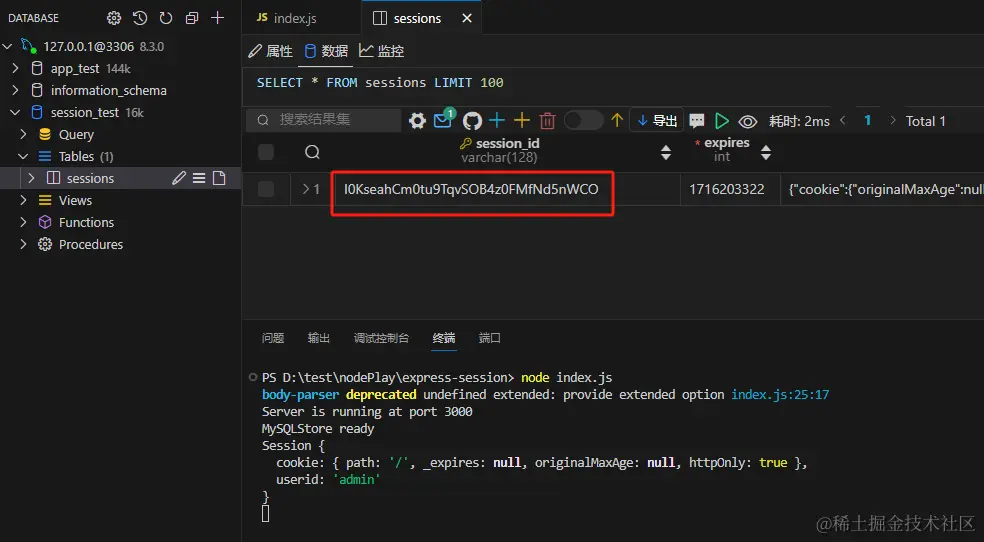 DATABASE
127.0.0.1@3306 8.3.0
app_test 144k
information_schema
session_test 16k
Query
Tables (1)
sessions
Views
Functions
Procedures
JS index.js
sessions
属性 数据 监控
SELECT * FROM sessions LIMIT 100
搜索结果集 1 导出 耗时: 2ms 1 Total 1
session_id * expires
varchar(128) int
1 I0KseahCm0tu9TqvSOB4z0FMfNd5nWCO 1716203322 {"cookie":{"originalMaxAge":null
问题 输出 调试控制台 终端 端口
PS D:\test\nodePlay\express-session> node index.js
body-parser deprecated undefined extended: provide extended option index.js:25:17
Server is running at port 3000
MySQLStore ready
Session {
cookie: { path: '/', _expires: null, originalMaxAge: null, httpOnly: true },
userid: 'admin'
}
@稀土掘金技术社区